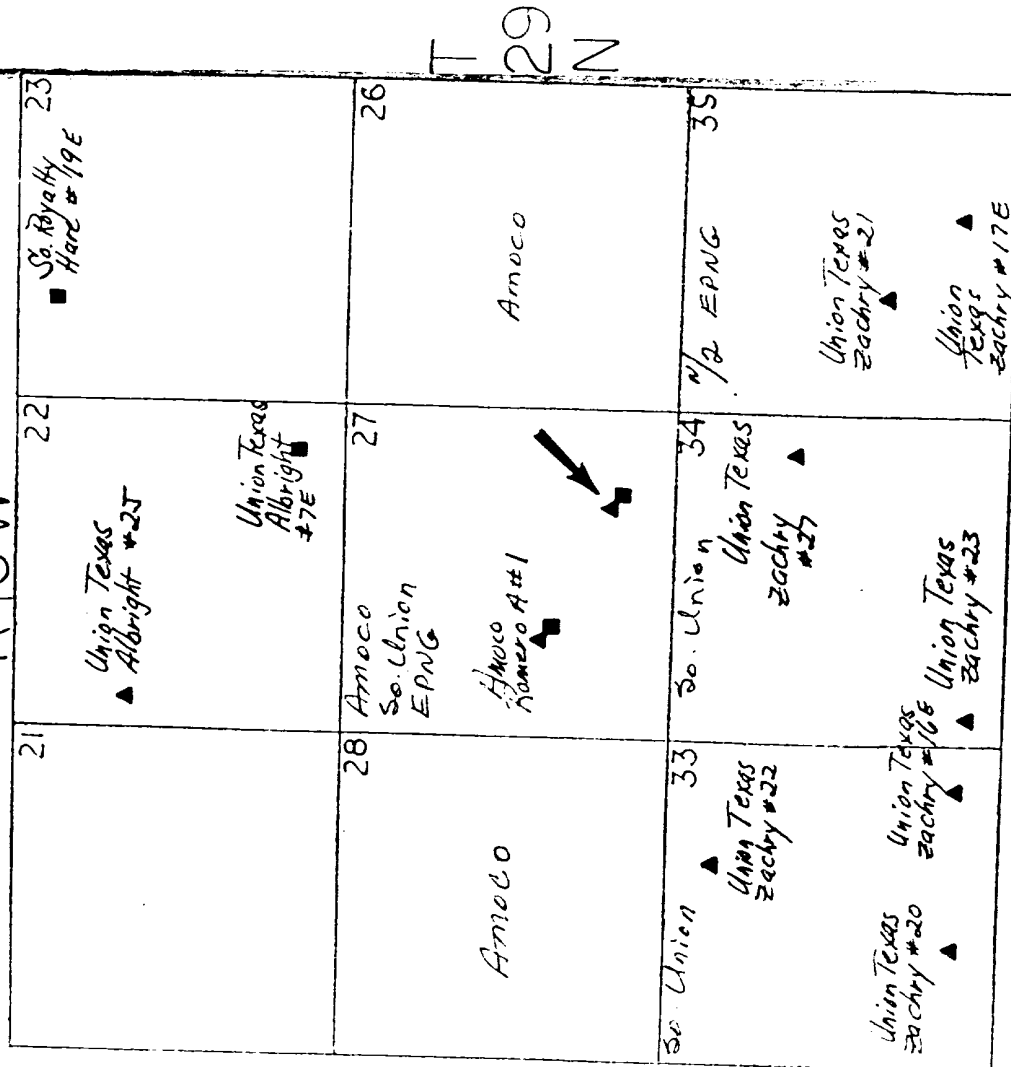 T
29
N
21
22
Union Texas
Albright #25
Union Texas
Albright
#7E
23
So. Royalty
Hare #19E
28
Amoco
27
Amoco
So. Union
EPNG
Amoco
Romero A #1
26
Amoco
33
So. Union
Union Texas
Zachry #22
Union Texas
Zachry #20
Union Texas
Zachry #16E
34
So. Union
Union Texas
Zachry
#27
Union Texas
Zachry #23
35
N/2 EPNG
Union Texas
Zachry #21
Union
Texas
Zachry #17E